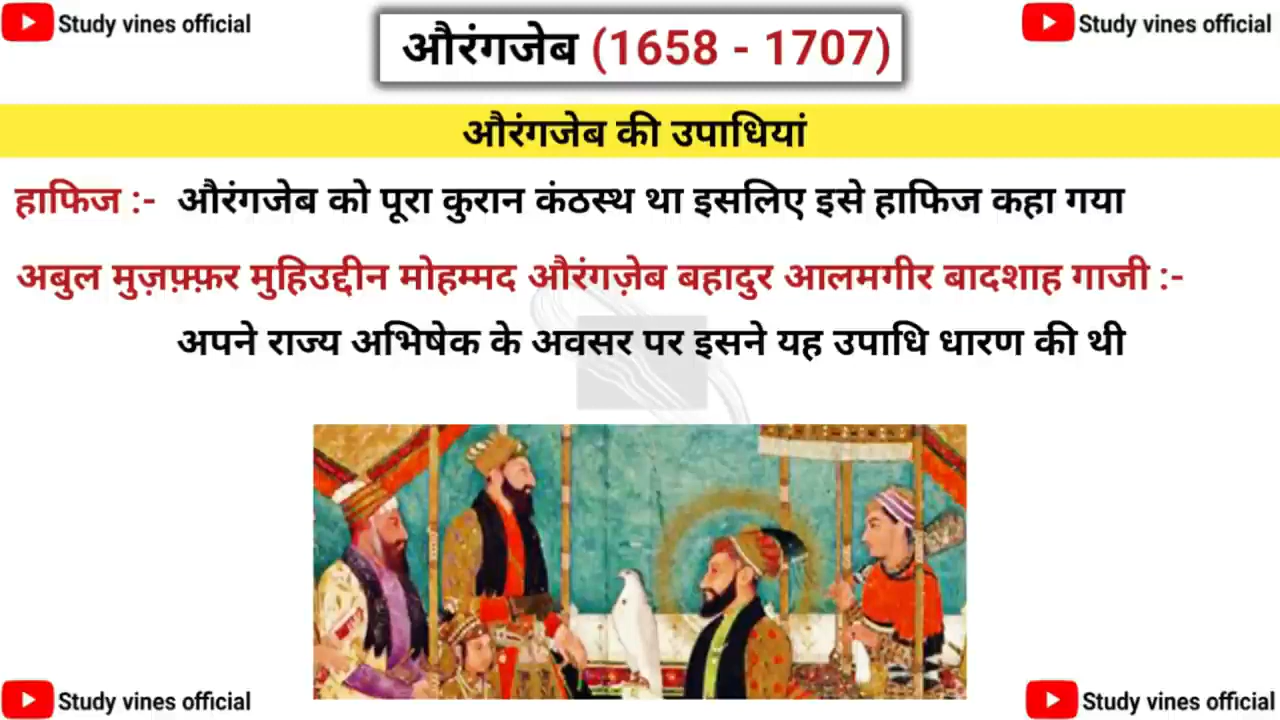 Study vines official
औरंगजेब (1658 - 1707)
Study vines official
औरंगजेब की उपाधियां
हाफिज :- औरंगजेब को पूरा कुरान कंठस्थ था इसलिए इसे हाफिज कहा गया
अबुल मुज़फ़्फ़र मुहिउद्दीन मोहम्मद औरंगज़ेब बहादुर आलमगीर बादशाह गाजी :-
अपने राज्य अभिषेक के अवसर पर इसने यह उपाधि धारण की थी
Study vines official
Study vines official